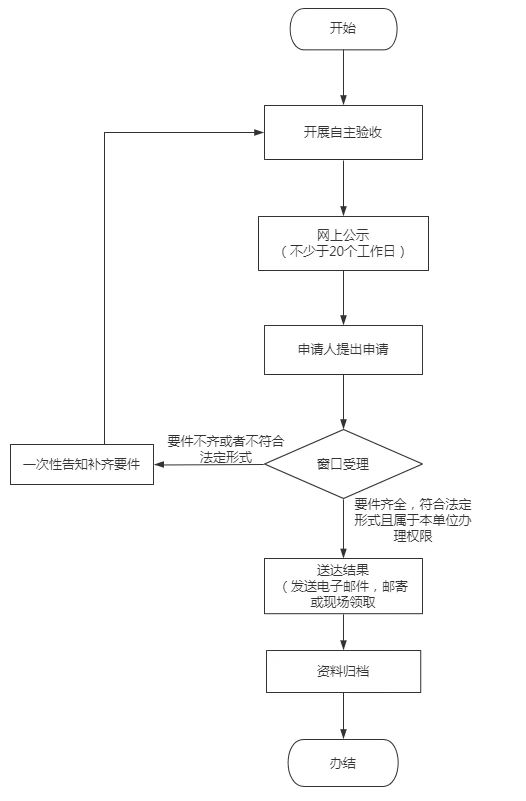 开始
开展自主验收
网上公示
（不少于20个工作日）
申请人提出申请
要件不齐或者不符合
法定形式
一次性告知补齐要件
窗口受理
要件齐全，符合法定
形式且属于本单位办
理权限
送达结果
（发送电子邮件，邮寄
或现场领取
资料归档
办结